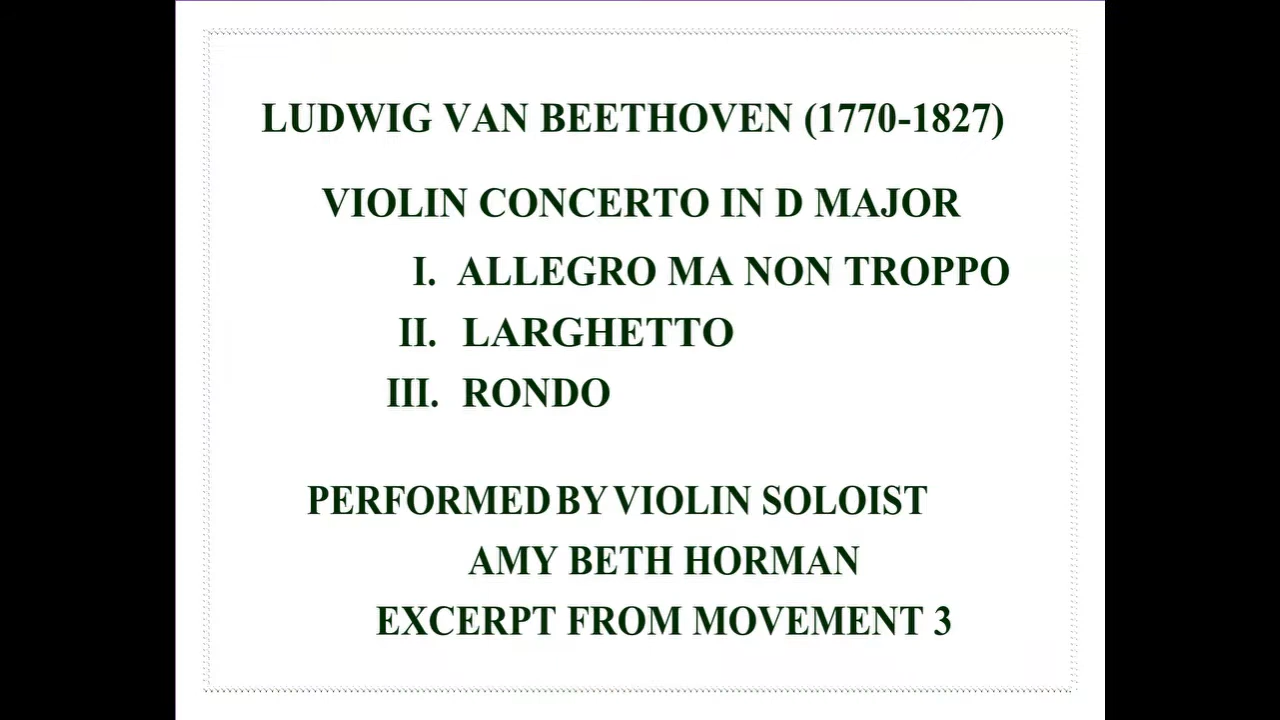 LUDWIG VAN BEETHOVEN (1770-1827)
VIOLIN CONCERTO IN D MAJOR
I. ALLEGRO MA NON TROPPO
II. LARGHETTO
III. RONDO
PERFORMED BY VIOLIN SOLOIST
AMY BETH HORMAN
EXCERPT FROM MOVEMENT 3